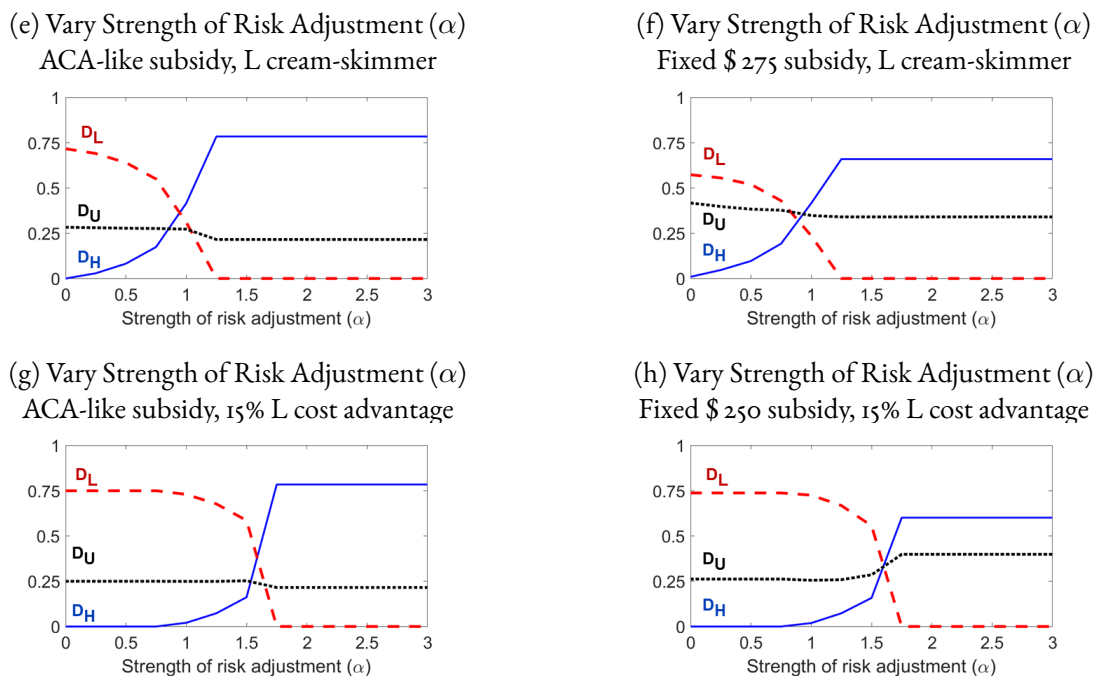 (e) Vary Strength of Risk Adjustment (α)
ACA-like subsidy, L cream-skimmer
1
0.75
0.5
0.25
0
D_L
D_U
D_H
0 0.5 1 1.5 2 2.5 3
Strength of risk adjustment (α)
(f) Vary Strength of Risk Adjustment (α)
Fixed $ 275 subsidy, L cream-skimmer
1
0.75
0.5
0.25
0
D_L
D_U
D_H
0 0.5 1 1.5 2 2.5 3
Strength of risk adjustment (α)
(g) Vary Strength of Risk Adjustment (α)
ACA-like subsidy, 15% L cost advantage
1
0.75
0.5
0.25
0
D_L
D_U
D_H
0 0.5 1 1.5 2 2.5 3
Strength of risk adjustment (α)
(h) Vary Strength of Risk Adjustment (α)
Fixed $ 250 subsidy, 15% L cost advantage
1
0.75
0.5
0.25
0
D_L
D_U
D_H
0 0.5 1 1.5 2 2.5 3
Strength of risk adjustment (α)